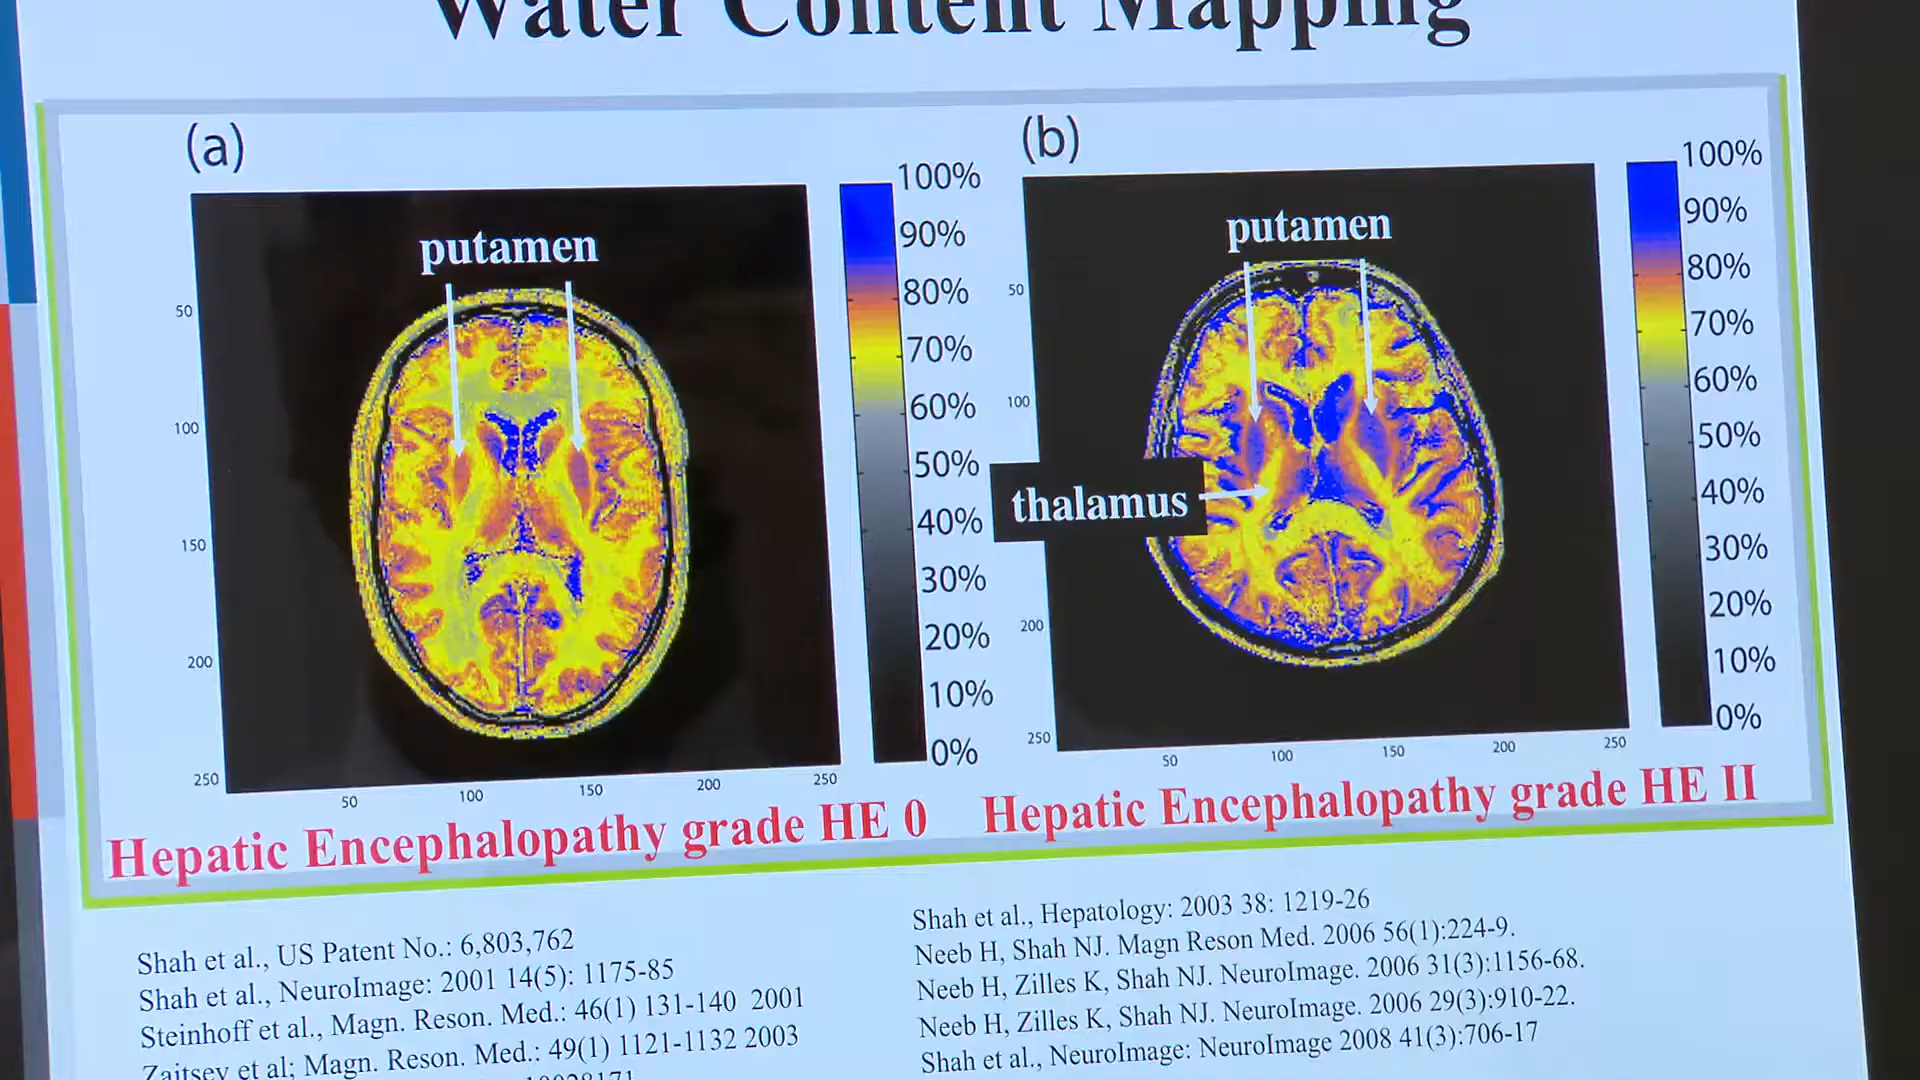 Water Content Mapping
(a)
putamen
50
100
150
200
250
50
100
150
200
250
100%
90%
80%
70%
60%
50%
40%
30%
20%
10%
0%
Hepatic Encephalopathy grade HE 0
(b)
putamen
thalamus
50
100
200
250
50
100
150
200
250
100%
90%
80%
70%
60%
50%
40%
30%
20%
10%
0%
Hepatic Encephalopathy grade HE II
Shah et al., US Patent No.: 6,803,762
Shah et al., NeuroImage: 2001 14(5): 1175-85
Steinhoff et al., Magn. Reson. Med.: 46(1) 131-140 2001
Zaitsev et al; Magn. Reson. Med.: 49(1) 1121-1132 2003
Shah et al., Hepatology: 2003 38: 1219-26
Neeb H, Shah NJ. Magn Reson Med. 2006 56(1):224-9.
Neeb H, Zilles K, Shah NJ. NeuroImage. 2006 31(3):1156-68.
Neeb H, Zilles K, Shah NJ. NeuroImage. 2006 29(3):910-22.
Shah et al., NeuroImage: NeuroImage 2008 41(3):706-17